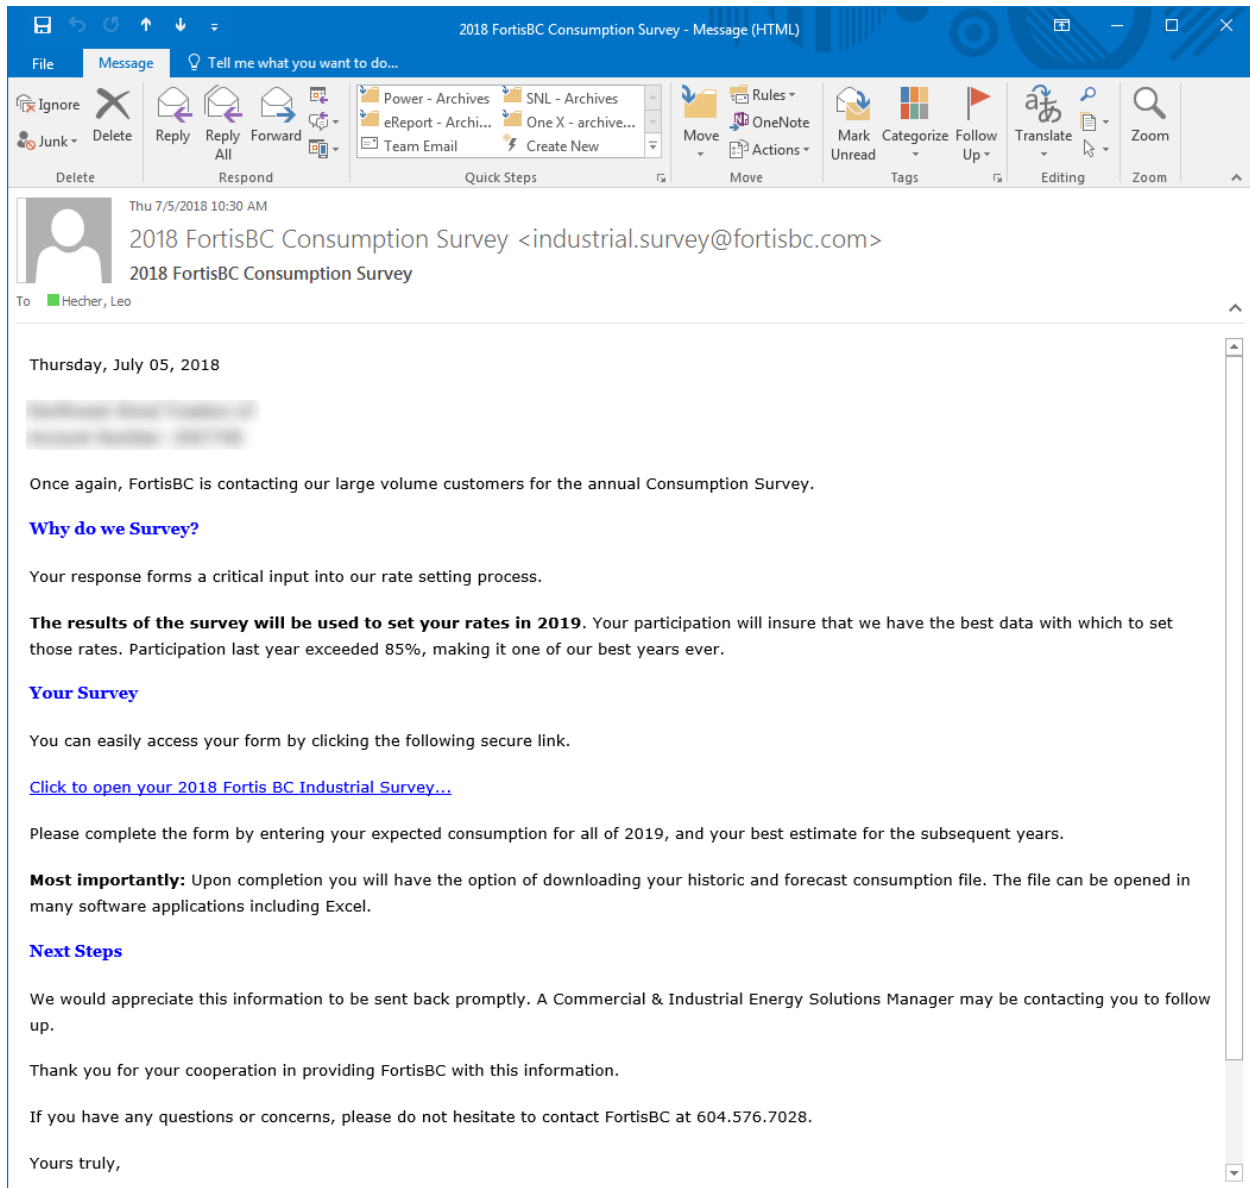 2018 FortisBC Consumption Survey - Message (HTML)
File Message Tell me what you want to do...
Ignore
Junk
Delete
Reply
Reply All
Forward
Power - Archives
SNL - Archives
eReport - Archi...
One X - archive...
Team Email
Create New
Move
Rules
OneNote
Actions
Mark Unread
Categorize
Follow Up
Translate
Zoom
Delete Respond Quick Steps Move Tags Editing Zoom
Thu 7/5/2018 10:30 AM
2018 FortisBC Consumption Survey <industrial.survey@fortisbc.com>
2018 FortisBC Consumption Survey
To Hecher, Leo
Thursday, July 05, 2018
Once again, FortisBC is contacting our large volume customers for the annual Consumption Survey.
Why do we Survey?
Your response forms a critical input into our rate setting process.
The results of the survey will be used to set your rates in 2019. Your participation will insure that we have the best data with which to set
those rates. Participation last year exceeded 85%, making it one of our best years ever.
Your Survey
You can easily access your form by clicking the following secure link.
Click to open your 2018 Fortis BC Industrial Survey...
Please complete the form by entering your expected consumption for all of 2019, and your best estimate for the subsequent years.
Most importantly: Upon completion you will have the option of downloading your historic and forecast consumption file. The file can be opened in
many software applications including Excel.
Next Steps
We would appreciate this information to be sent back promptly. A Commercial & Industrial Energy Solutions Manager may be contacting you to follow
up.
Thank you for your cooperation in providing FortisBC with this information.
If you have any questions or concerns, please do not hesitate to contact FortisBC at 604.576.7028.
Yours truly,